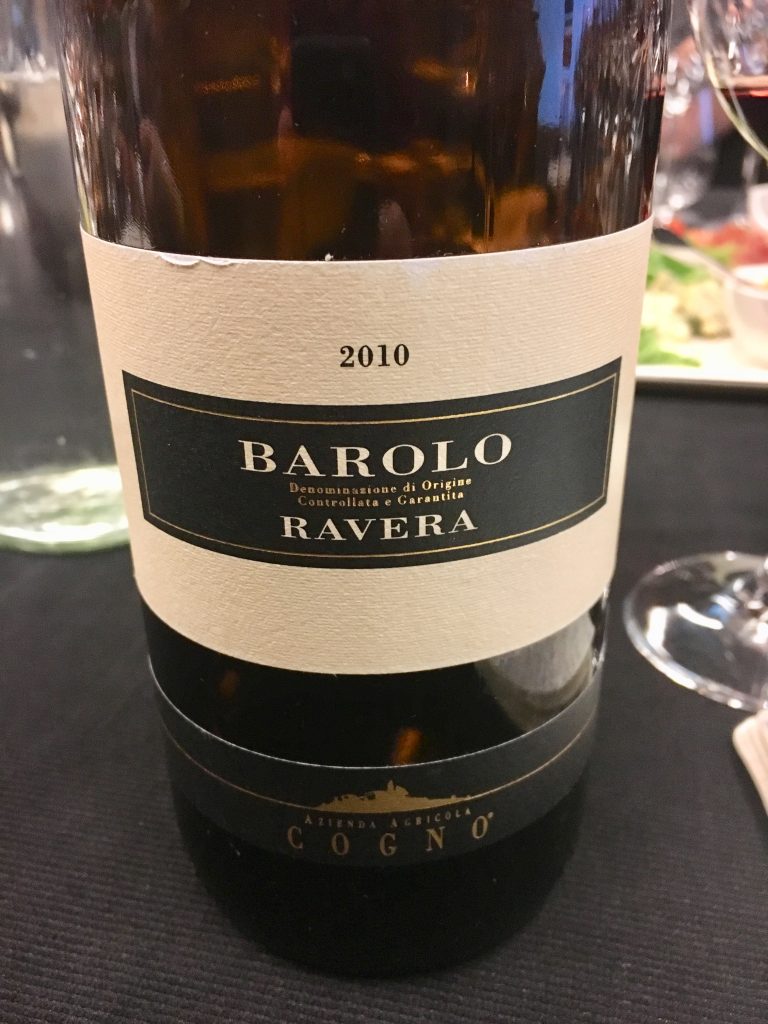 2010
BAROLO
Denominazione di Origine
Controllata e Garantita
RAVERA
AZIENDA AGRICOLA
COGNO®